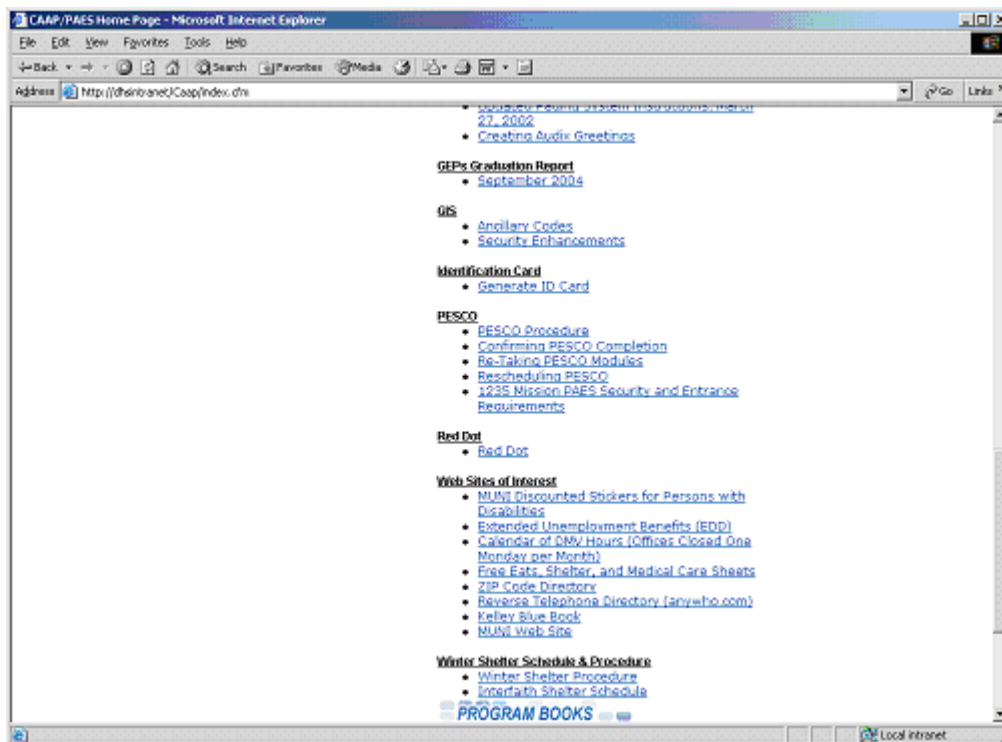 CAAP/PAES Home Page - Microsoft Internet Explorer
File Edit View Favorites Tools Help
Back Search Favorites Media
Address http://dhsintranet/Caap/index.cfm Go Links
Updated Paging System Instructions, March
27, 2002
Creating Audix Greetings
GEPs Graduation Report
September 2004
GIS
Ancillary Codes
Security Enhancements
Identification Card
Generate ID Card
PESCO
PESCO Procedure
Confirming PESCO Completion
Re-Taking PESCO Modules
Rescheduling PESCO
1235 Mission PAES Security and Entrance
Requirements
Red Dot
Red Dot
Web Sites of Interest
MUNI Discounted Stickers for Persons with
Disabilities
Extended Unemployment Benefits (EDD)
Calendar of DMV Hours (Offices Closed One
Monday per Month)
Free Eats, Shelter, and Medical Care Sheets
ZIP Code Directory
Reverse Telephone Directory (anywho.com)
Kelley Blue Book
MUNI Web Site
Winter Shelter Schedule & Procedure
Winter Shelter Procedure
Interfaith Shelter Schedule
PROGRAM BOOKS
Local intranet